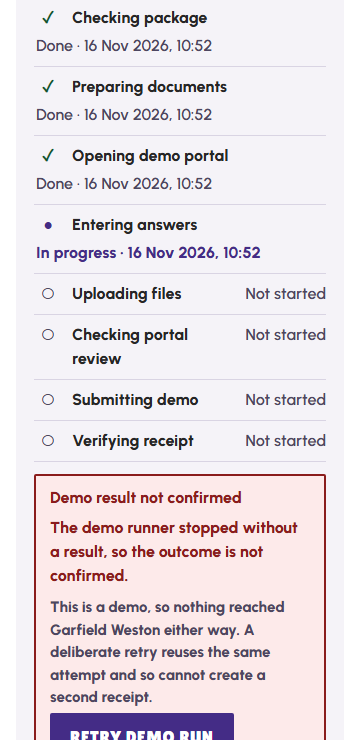 ✓ Checking package
Done · 16 Nov 2026, 10:52
✓ Preparing documents
Done · 16 Nov 2026, 10:52
✓ Opening demo portal
Done · 16 Nov 2026, 10:52
● Entering answers
In progress · 16 Nov 2026, 10:52
○ Uploading files Not started
○ Checking portal Not started
review
○ Submitting demo Not started
○ Verifying receipt Not started
Demo result not confirmed
The demo runner stopped without
a result, so the outcome is not
confirmed.
This is a demo, so nothing reached
Garfield Weston either way. A
deliberate retry reuses the same
attempt and so cannot create a
second receipt.
RETRY DEMO RUN